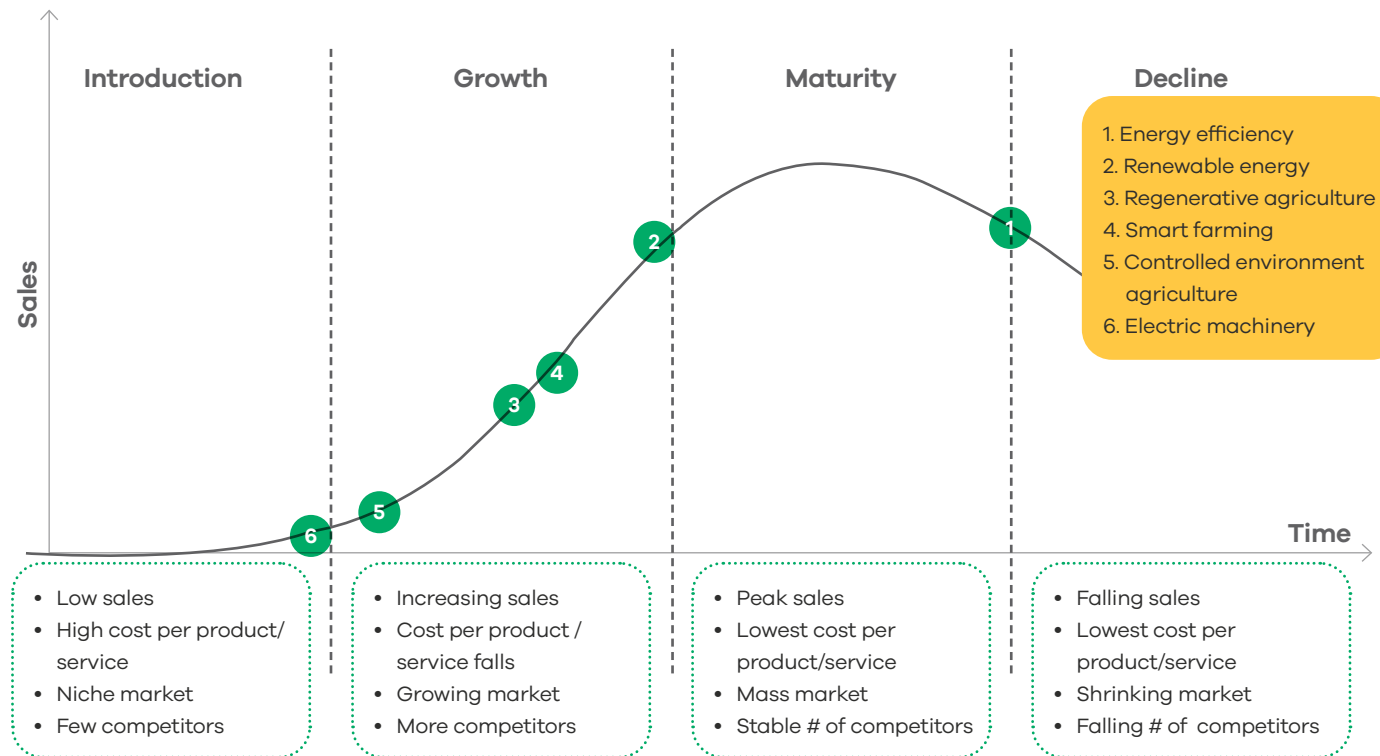 Introduction
Growth
Maturity
Decline
1. Energy efficiency
2. Renewable energy
3. Regenerative agriculture
4. Smart farming
5. Controlled environment
agriculture
6. Electric machinery
Sales
2
1
4
3
5
6
Time
• Low sales
• High cost per product/
service
• Niche market
• Few competitors
• Increasing sales
• Cost per product /
service falls
• Growing market
• More competitors
• Peak sales
• Lowest cost per
product/service
• Mass market
• Stable # of competitors
• Falling sales
• Lowest cost per
product/service
• Shrinking market
• Falling # of  competitors